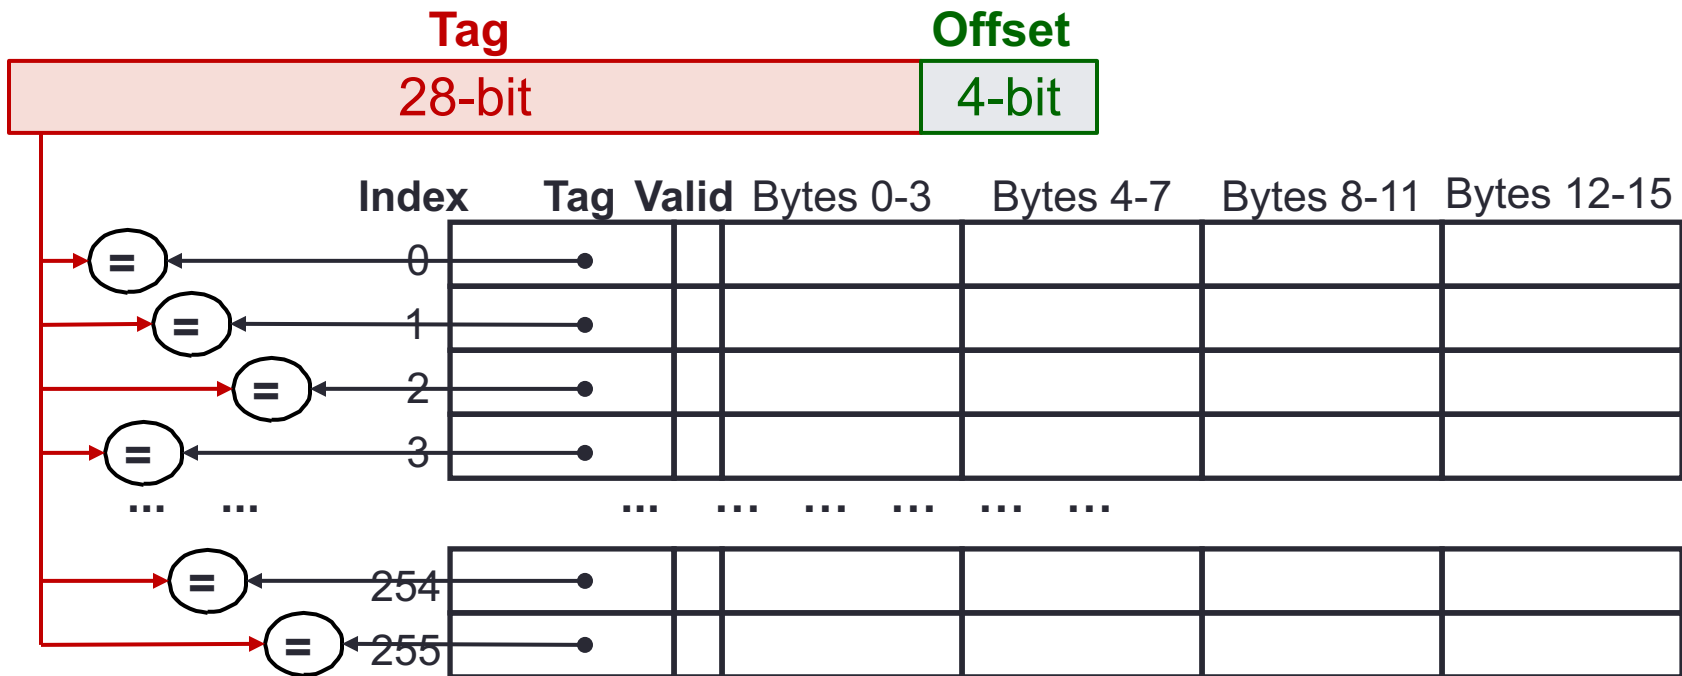 Tag Offset
28-bit 4-bit
Index Tag Valid Bytes 0-3 Bytes 4-7 Bytes 8-11 Bytes 12-15
= 0
= 1
= 2
= 3
... ... ... ... ... ... ... ...
= 254
= 255